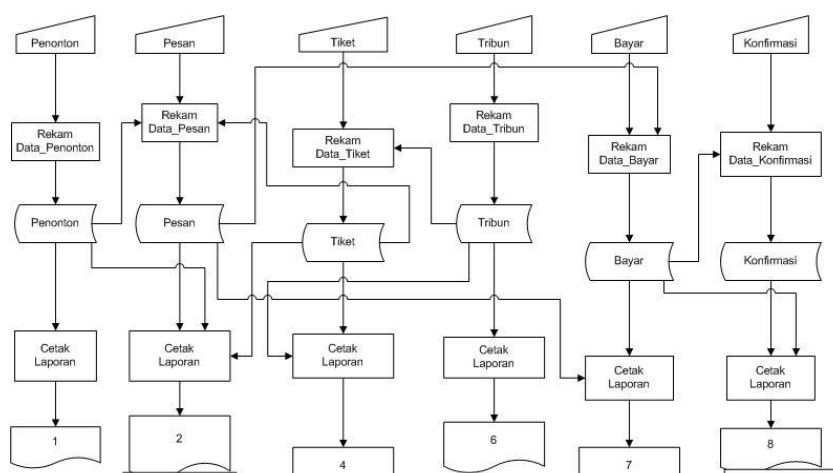 Penonton
Pesan
Tiket
Tribun
Bayar
Konfirmasi
Rekam
Data_Penonton
Rekam
Data_Pesan
Rekam
Data_Tiket
Rekam
Data_Tribun
Rekam
Data_Bayar
Rekam
Data_Konfirmasi
Penonton
Pesan
Tiket
Tribun
Bayar
Konfirmasi
Cetak
Laporan
Cetak
Laporan
Cetak
Laporan
Cetak
Laporan
Cetak
Laporan
Cetak
Laporan
1
2
4
6
7
8